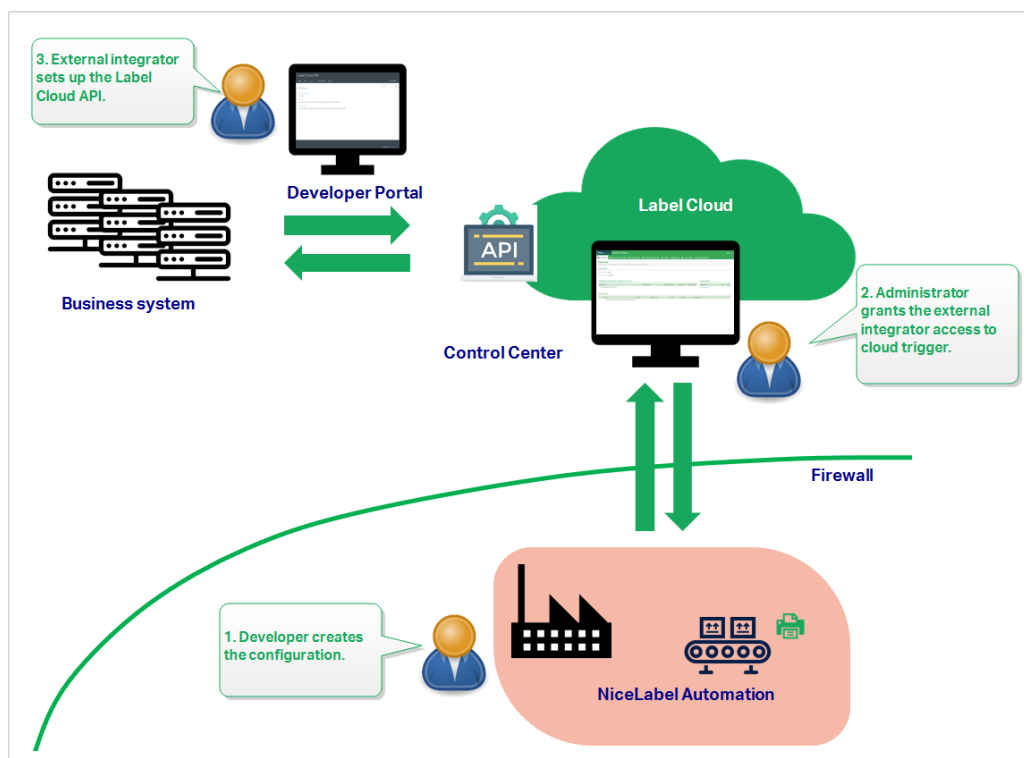 3. External integrator
sets up the Label
Cloud API.
Developer Portal
Label Cloud
API
Business system
2. Administrator
grants the external
integrator access to
cloud trigger.
Control Center
Firewall
1. Developer creates
the configuration.
NiceLabel Automation